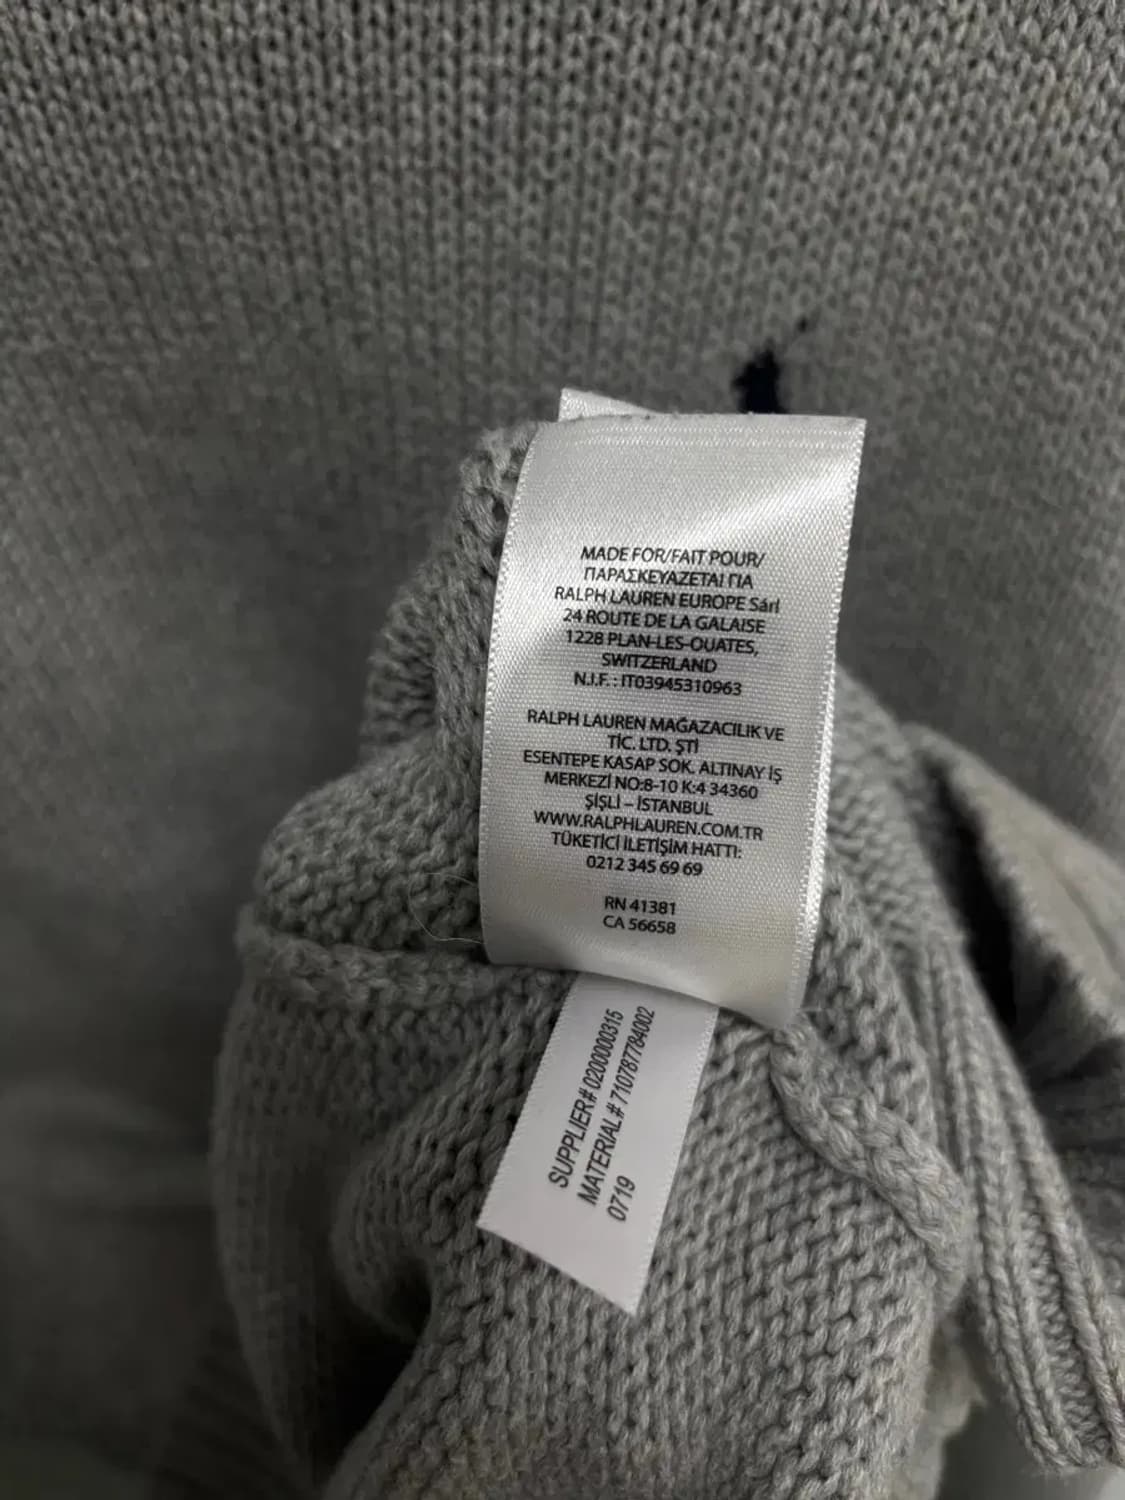 MADE FOR/FAIT POUR/
ΠΑΡΑΣΚΕΥΑΖΕΤΑΙ ΓΙΑ
RALPH LAUREN EUROPE Sárl
24 ROUTE DE LA GALAISE
1228 PLAN-LES-OUATES,
SWITZERLAND
N.I.F. : IT03945310963
RALPH LAUREN MAĞAZACILIK VE
TİC. LTD. ŞTİ
ESENTEPE KASAP SOK. ALTINAY İŞ
MERKEZİ NO:8-10 K:4 34360
ŞİŞLİ – İSTANBUL
WWW.RALPHLAUREN.COM.TR
TÜKETİCİ İLETİŞİM HATTI:
0212 345 69 69
RN 41381
CA 56658
SUPPLIER# 0200000315
MATERIAL# 710787784002
0719